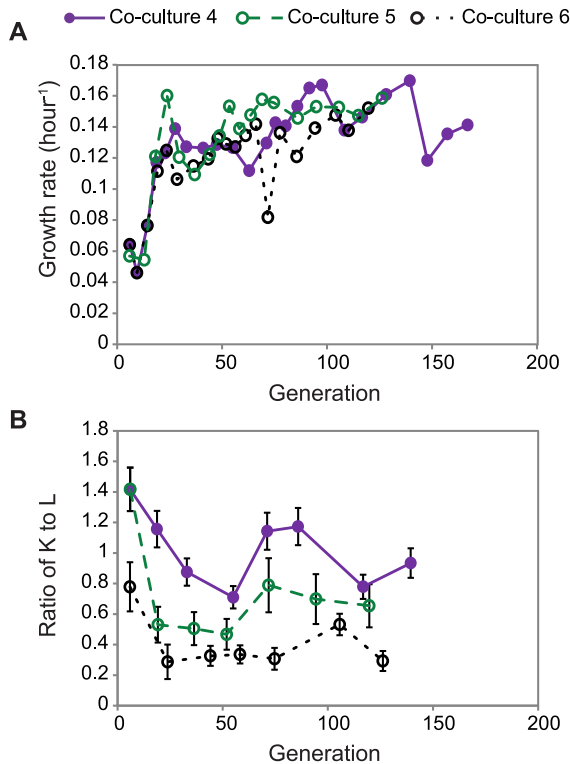 Co-culture 4 Co-culture 5 Co-culture 6
A
0.18
0.16
0.14
0.12
0.1
0.08
0.06
0.04
0.02
0
Growth rate (hour⁻¹)
0 50 100 150 200
Generation
B
1.8
1.6
1.4
1.2
1
0.8
0.6
0.4
0.2
0
Ratio of K to L
0 50 100 150 200
Generation